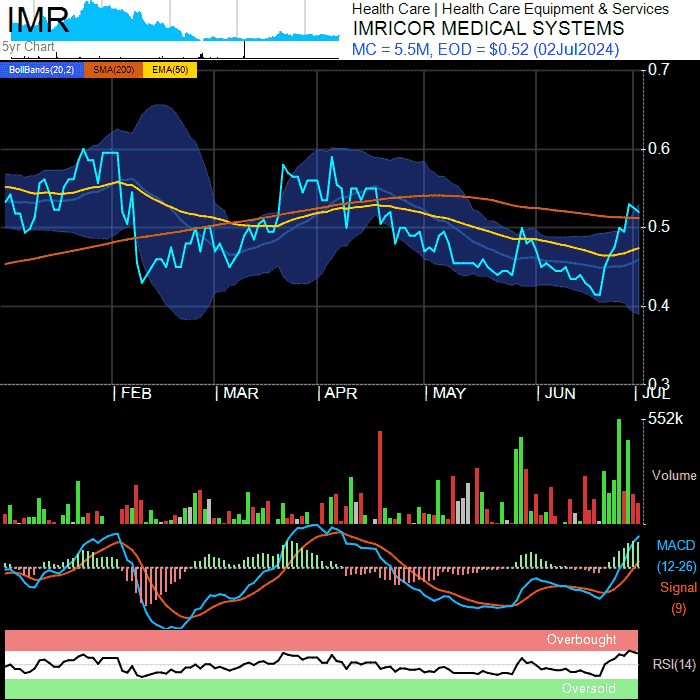 IMR
Health Care | Health Care Equipment & Services
IMRICOR MEDICAL SYSTEMS
5yr Chart
MC = 5.5M, EOD = $0.52 (02Jul2024)
BollBands(20,2) SMA(200) EMA(50)
0.7
0.6
0.5
0.4
0.3
FEB MAR APR MAY JUN JUL
552k
Volume
MACD
(12-26)
Signal
(9)
Overbought
RSI(14)
Oversold